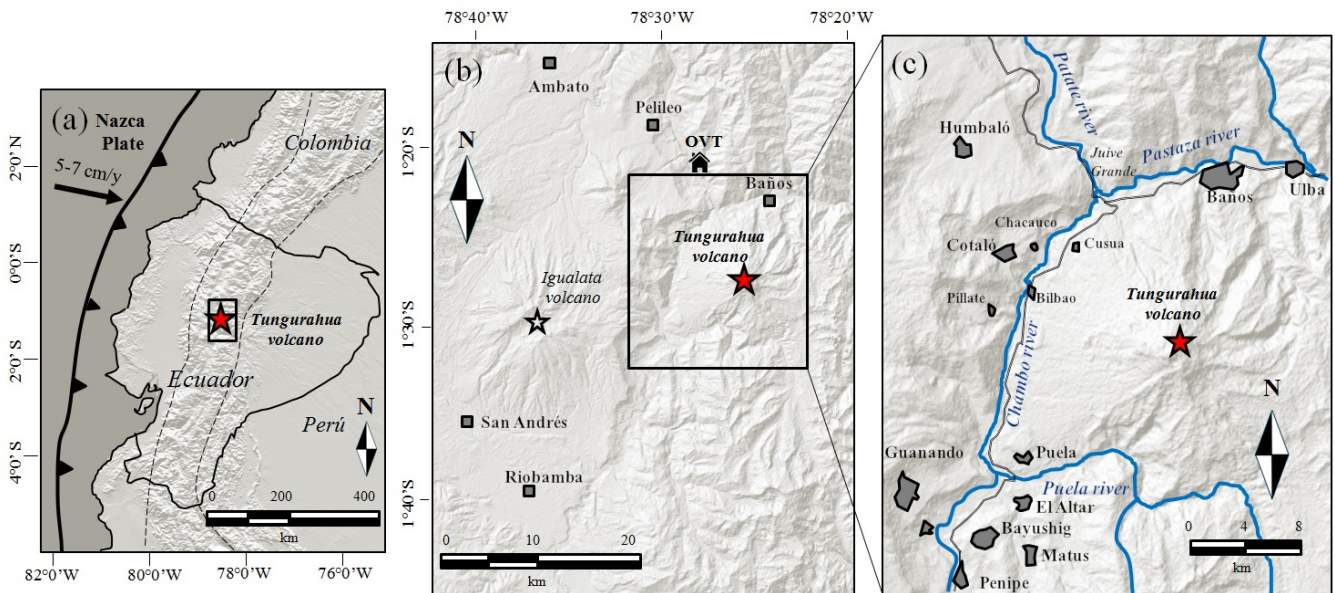 (a)
Nazca
Plate
5-7 cm/y
Colombia
Tungurahua
volcano
Ecuador
Perú
N
0 200 400
km
2°0'N
0°0'S
2°0'S
4°0'S
82°0'W 80°0'W 78°0'W 76°0'W
78°40'W 78°30'W 78°20'W
(b)
Ambato
Pelileo
N
OVT
Baños
Tungurahua
volcano
Igualata
volcano
San Andrés
Riobamba
0 10 20
km
1°20'S
1°30'S
1°40'S
(c)
Patate river
Humbaló
Juive
Grande
Pastaza river
Baños
Ulba
Chacauco
Cotaló
Cusua
Pillate
Bilbao
Tungurahua
volcano
Chambo river
N
Guanando
Puela
Puela river
El Altar
Bayushig
Matus
Penipe
0 4 8
km